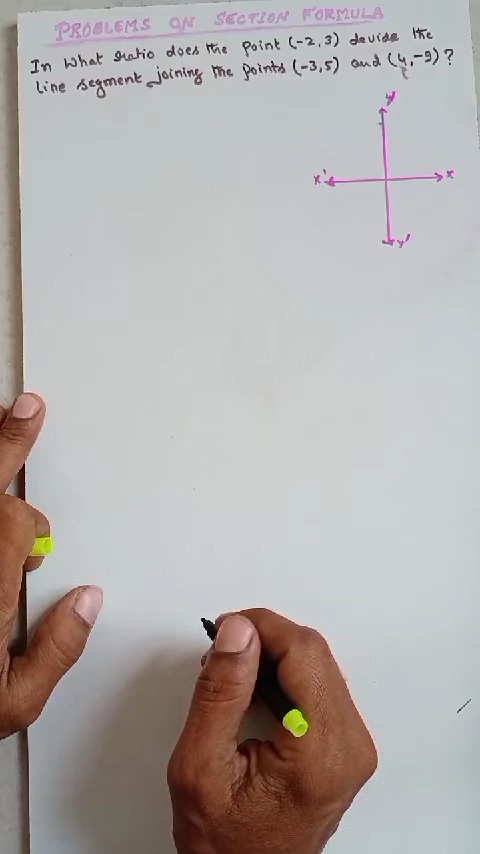 PROBLEMS ON SECTION FORMULA
In what ratio does the point (-2,3) devide the
line segment joining the points (-3,5) and (4,-9)?
y
x' x
y'